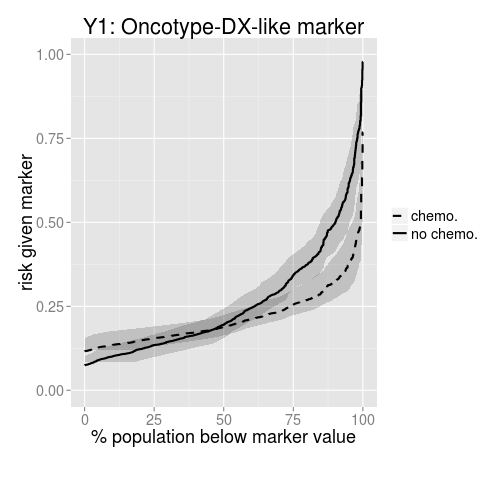 Y1: Oncotype-DX-like marker
1.00
0.75
0.50
0.25
0.00
risk given marker
0 25 50 75 100
% population below marker value
chemo.
no chemo.